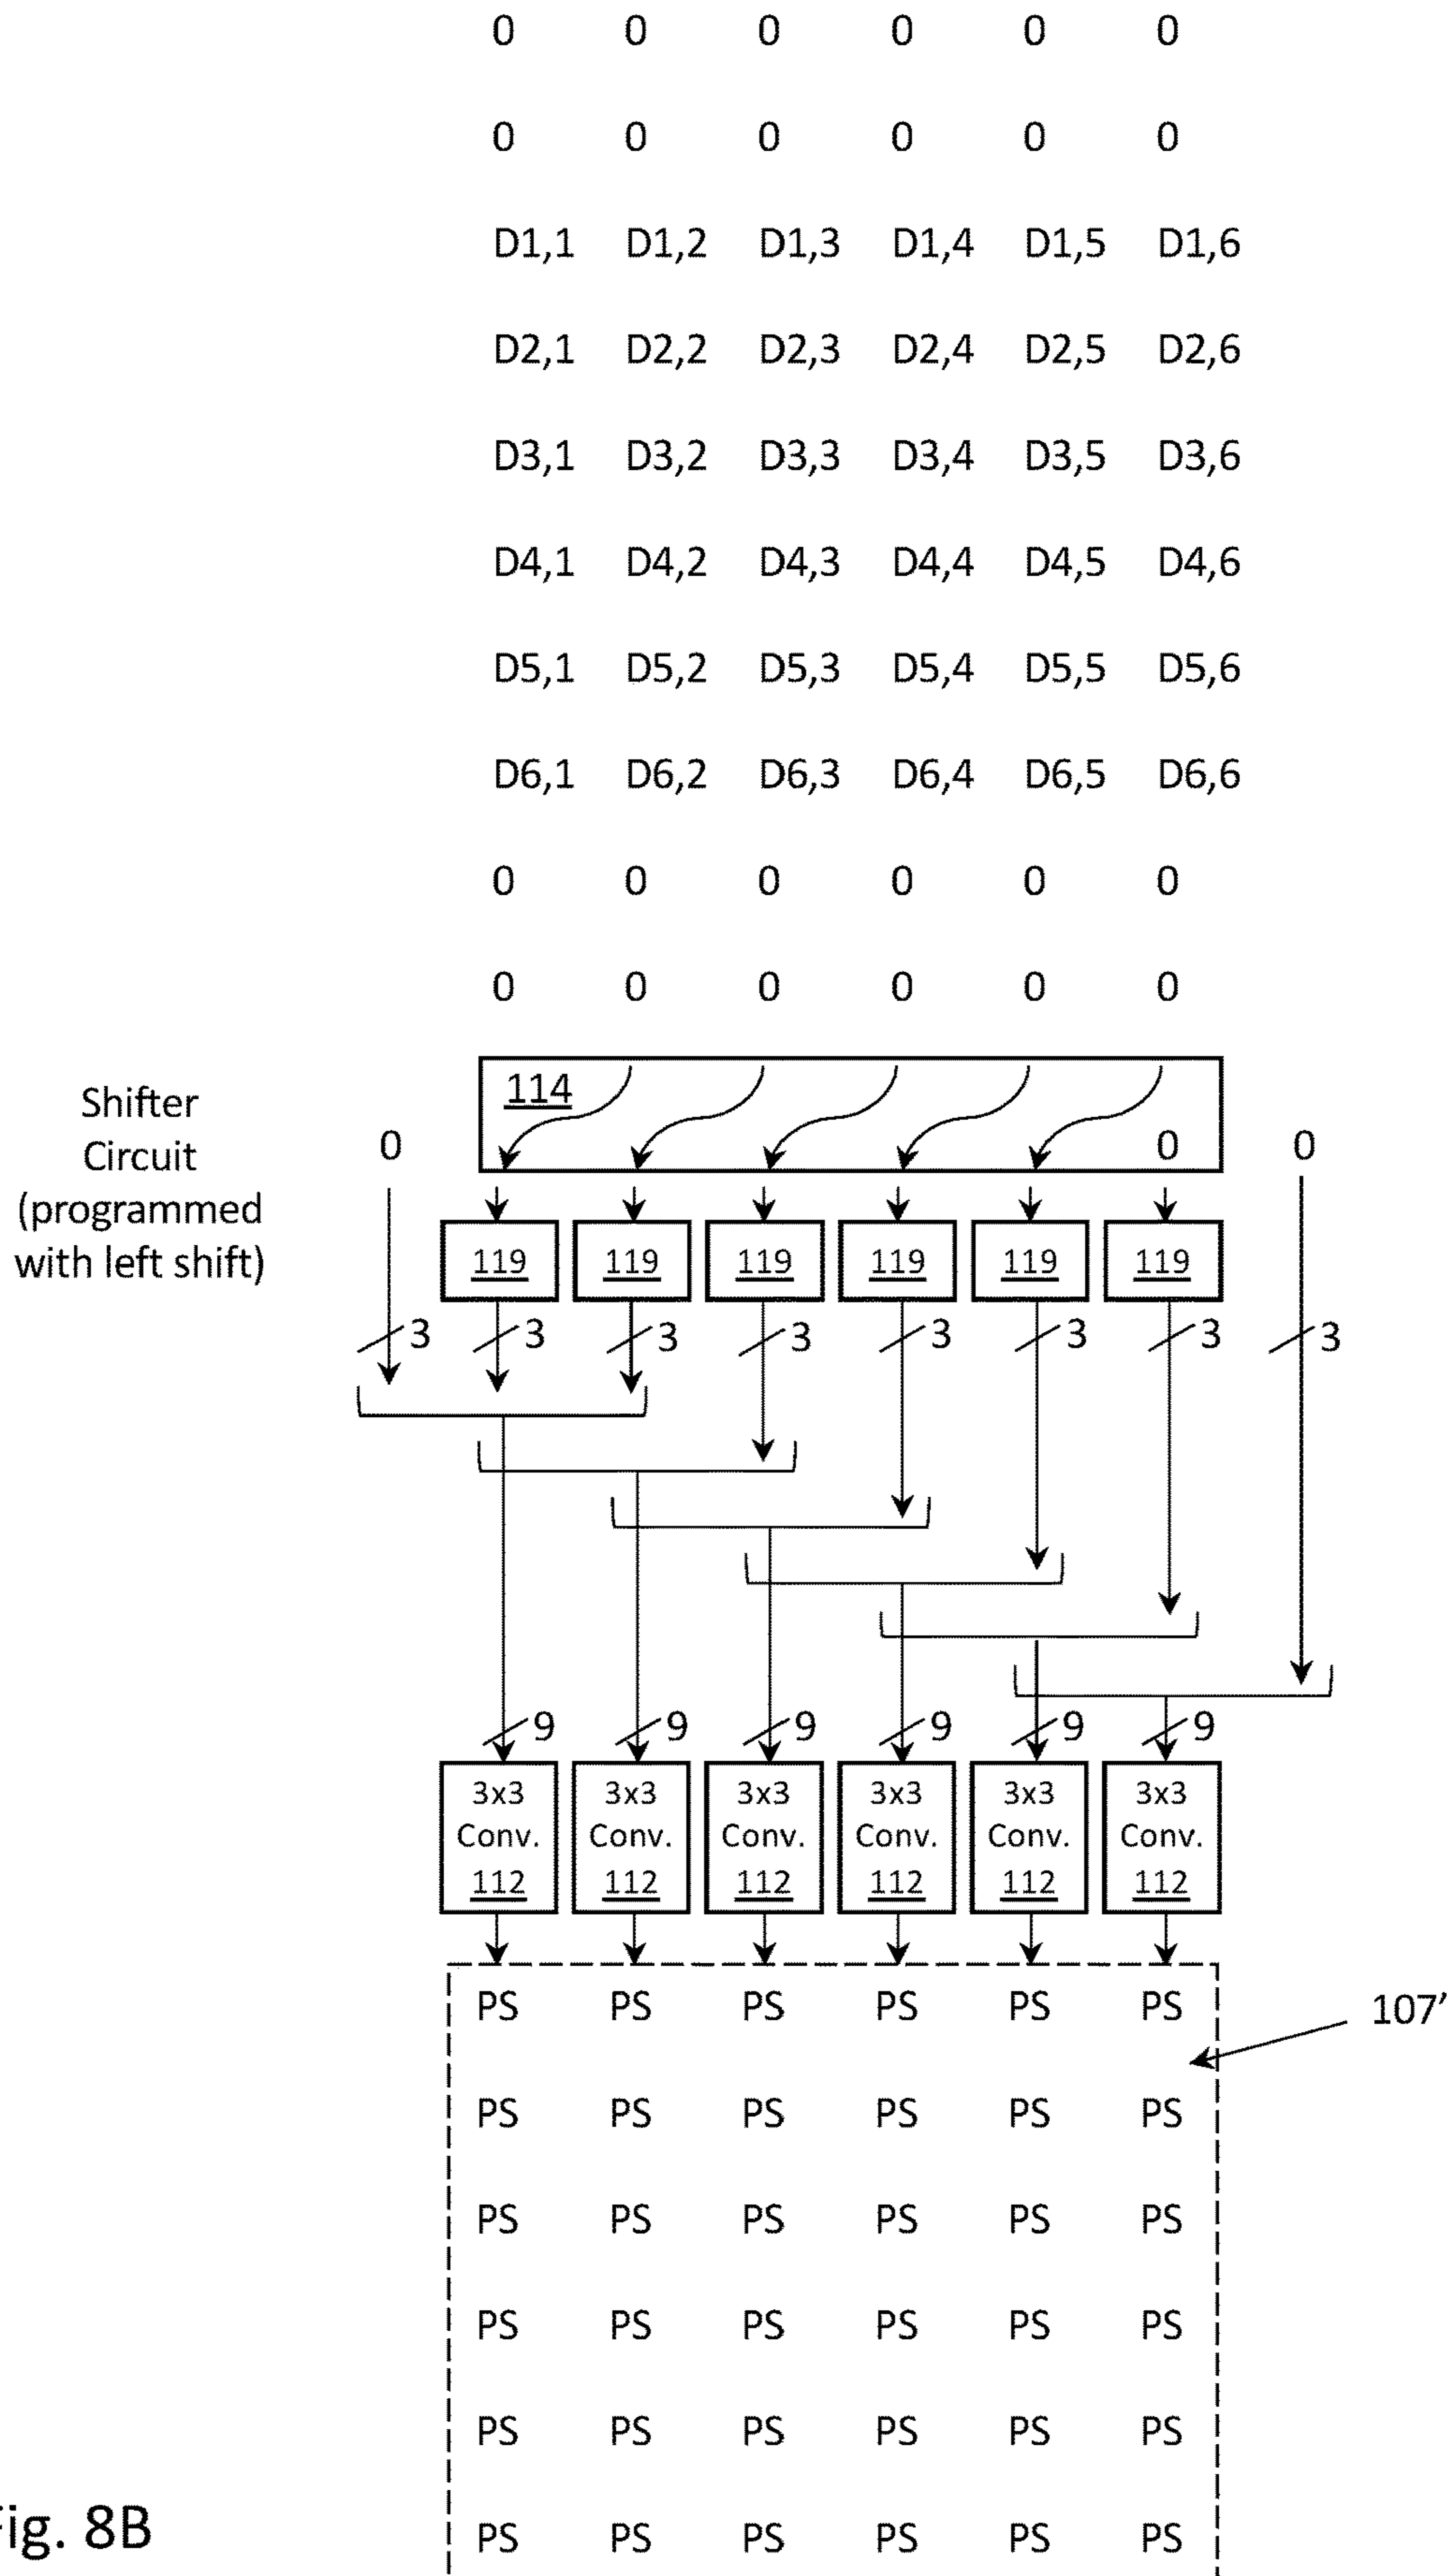 0 0 0 0 0 0
0 0 0 0 0 0
D1,1 D1,2 D1,3 D1,4 D1,5 D1,6
D2,1 D2,2 D2,3 D2,4 D2,5 D2,6
D3,1 D3,2 D3,3 D3,4 D3,5 D3,6
D4,1 D4,2 D4,3 D4,4 D4,5 D4,6
D5,1 D5,2 D5,3 D5,4 D5,5 D5,6
D6,1 D6,2 D6,3 D6,4 D6,5 D6,6
0 0 0 0 0 0
0 0 0 0 0 0
Shifter
Circuit
(programmed
with left shift)
114
0 0 0
119 119 119 119 119 119
3 3 3 3 3 3 3 3
9 9 9 9 9 9
3x3 3x3 3x3 3x3 3x3 3x3
Conv. Conv. Conv. Conv. Conv. Conv.
112 112 112 112 112 112
PS PS PS PS PS PS
107’
PS PS PS PS PS PS
PS PS PS PS PS PS
PS PS PS PS PS PS
PS PS PS PS PS PS
PS PS PS PS PS PS
Fig. 8B